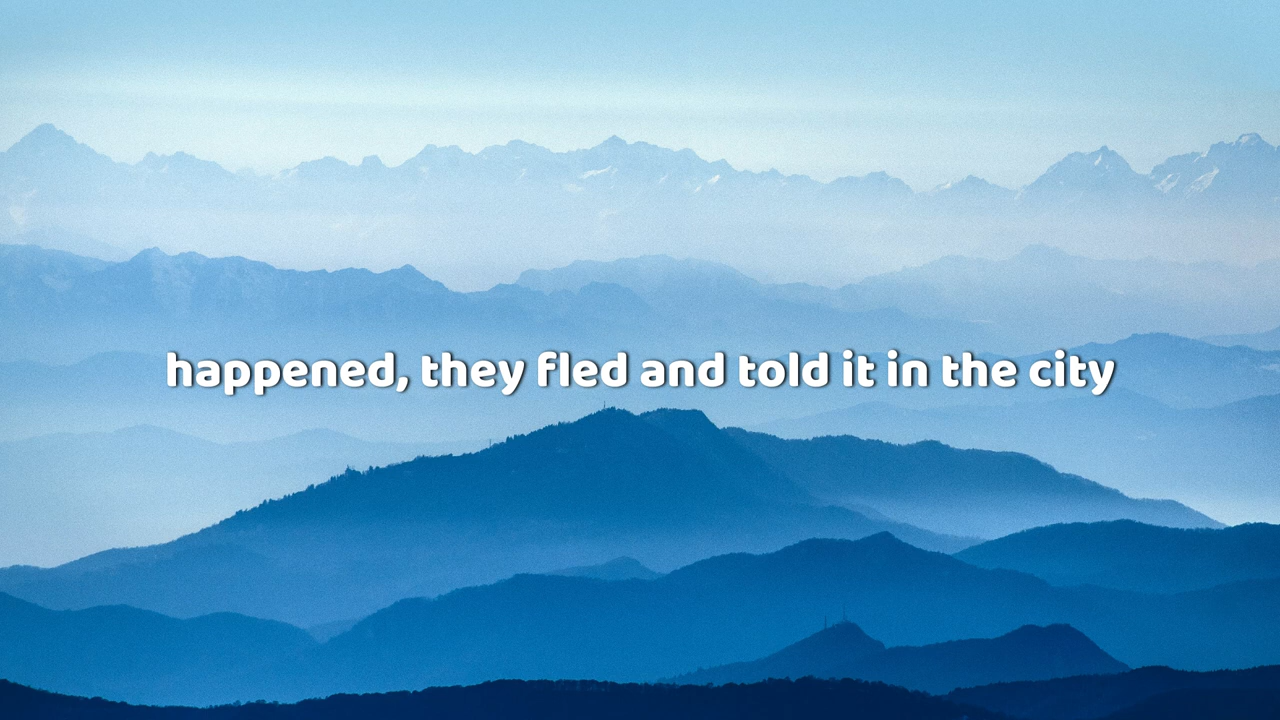 happened, they fled and told it in the city